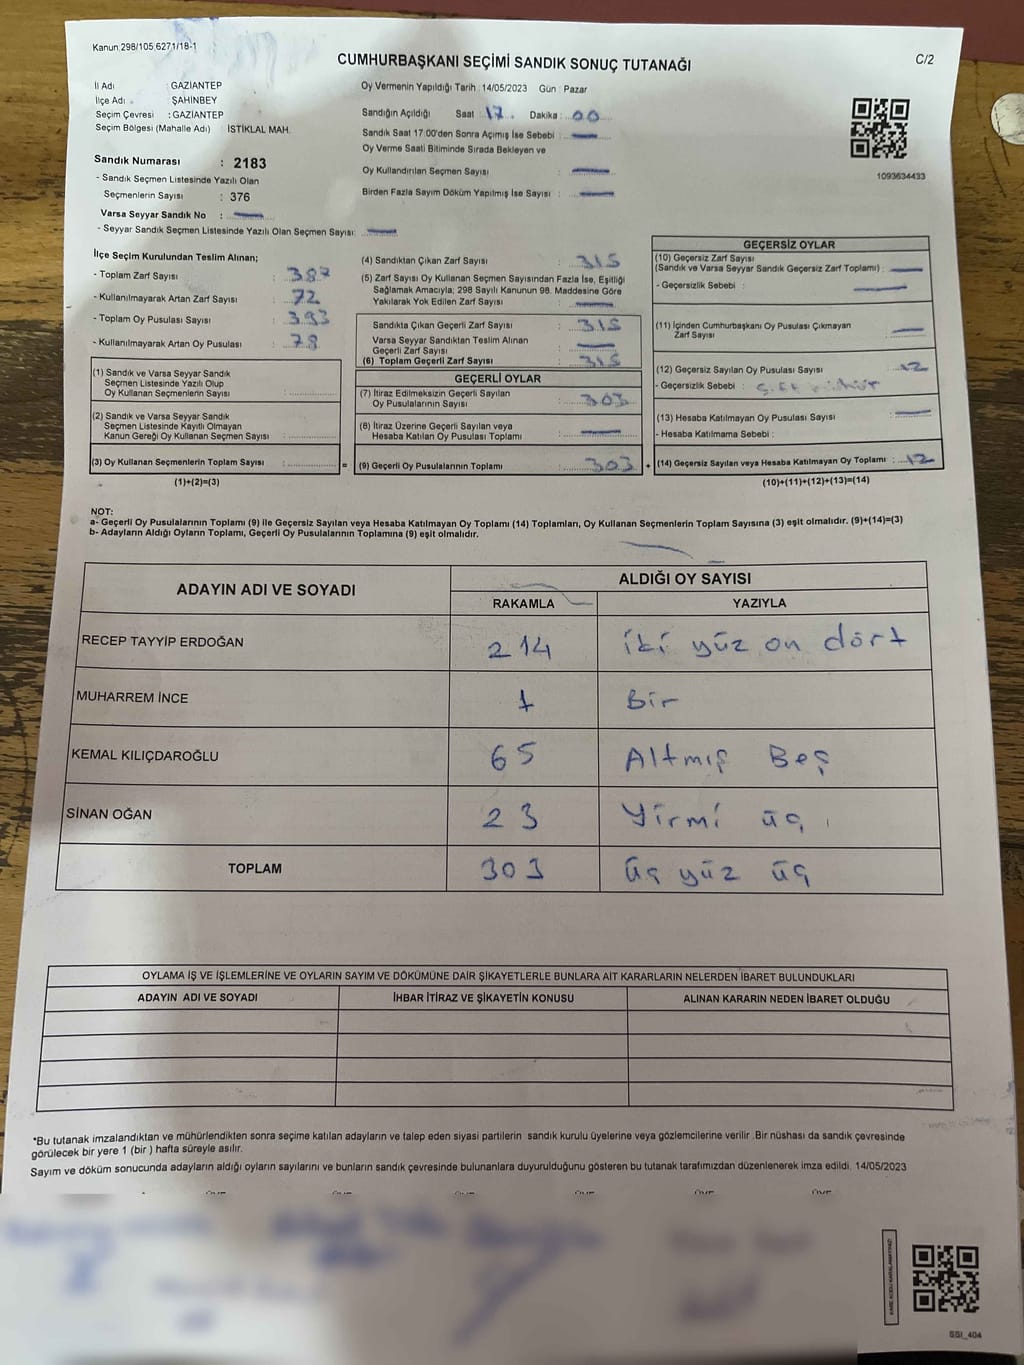 Kanun,298/105,6271/18-1
CUMHURBAŞKANI SEÇİMİ SANDIK SONUÇ TUTANAĞI
C/2
İl Adı : GAZİANTEP
İlçe Adı : ŞAHİNBEY
Seçim Çevresi : GAZİANTEP
Seçim Bölgesi (Mahalle Adı) İSTİKLAL MAH.
Sandık Numarası : 2183
- Sandık Seçmen Listesinde Yazılı Olan
Seçmenlerin Sayısı : 376
Varsa Seyyar Sandık No :
- Seyyar Sandık Seçmen Listesinde Yazılı Olan Seçmen Sayısı:
Oy Vermenin Yapıldığı Tarih : 14/05/2023 Gün : Pazar
Sandığın Açıldığı Saat 17. Dakika : 00
Sandık Saat 17.00'den Sonra Açımış İse Sebebi :
Oy Verme Saati Bitiminde Sırada Bekleyen ve
Oy Kullandırılan Seçmen Sayısı :
Birden Fazla Sayım Döküm Yapılmış İse Sayısı :
1093634433
İlçe Seçim Kurulundan Teslim Alınan;
- Toplam Zarf Sayısı : 387
- Kullanılmayarak Artan Zarf Sayısı : 72
- Toplam Oy Pusulası Sayısı : 393
- Kullanılmayarak Artan Oy Pusulası : 78
(1) Sandık ve Varsa Seyyar Sandık
Seçmen Listesinde Yazılı Olup
Oy Kullanan Seçmenlerin Sayısı :
(2) Sandık ve Varsa Seyyar Sandık
Seçmen Listesinde Kayıtlı Olmayan
Kanun Gereği Oy Kullanan Seçmen Sayısı :
(3) Oy Kullanan Seçmenlerin Toplam Sayısı : =
(1)+(2)=(3)
(4) Sandıktan Çıkan Zarf Sayısı : 315
(5) Zarf Sayısı Oy Kullanan Seçmen Sayısından Fazla İse, Eşitliği
Sağlamak Amacıyla; 298 Sayılı Kanunun 98. Maddesine Göre
Yakılarak Yok Edilen Zarf Sayısı :
Sandıkta Çıkan Geçerli Zarf Sayısı : 315
Varsa Seyyar Sandıktan Teslim Alınan
Geçerli Zarf Sayısı :
(6) Toplam Geçerli Zarf Sayısı : 315
GEÇERLİ OYLAR
(7) İtiraz Edilmeksizin Geçerli Sayılan
Oy Pusulalarının Sayısı : 303
(8) İtiraz Üzerine Geçerli Sayılan veya
Hesaba Katılan Oy Pusulası Toplamı :
(9) Geçerli Oy Pusulalarının Toplamı : 303 +
GEÇERSİZ OYLAR
(10) Geçersiz Zarf Sayısı
(Sandık ve Varsa Seyyar Sandık Geçersiz Zarf Toplamı) :
- Geçersizlik Sebebi :
(11) İçinden Cumhurbaşkanı Oy Pusulası Çıkmayan
Zarf Sayısı :
(12) Geçersiz Sayılan Oy Pusulası Sayısı : 12
- Geçersizlik Sebebi :
(13) Hesaba Katılmayan Oy Pusulası Sayısı :
- Hesaba Katılmama Sebebi :
(14) Geçersiz Sayılan veya Hesaba Katılmayan Oy Toplamı : 12
(10)+(11)+(12)+(13)=(14)
NOT:
a- Geçerli Oy Pusulalarının Toplamı (9) ile Geçersiz Sayılan veya Hesaba Katılmayan Oy Toplamı (14) Toplamları, Oy Kullanan Seçmenlerin Toplam Sayısına (3) eşit olmalıdır. (9)+(14)=(3)
b- Adayların Aldığı Oyların Toplamı, Geçerli Oy Pusulalarının Toplamına (9) eşit olmalıdır.
ADAYIN ADI VE SOYADI
ALDIĞI OY SAYISI
RAKAMLA YAZIYLA
RECEP TAYYİP ERDOĞAN 214 iki yüz on dört
MUHARREM İNCE 1 Bir
KEMAL KILIÇDAROĞLU 65 Altmış Beş
SİNAN OĞAN 23 Yirmi üç
TOPLAM 303 üç yüz üç
OYLAMA İŞ VE İŞLEMLERİNE VE OYLARIN SAYIM VE DÖKÜMÜNE DAİR ŞİKAYETLERLE BUNLARA AİT KARARLARIN NELERDEN İBARET BULUNDUKLARI
ADAYIN ADI VE SOYADI İHBAR İTİRAZ VE ŞİKAYETİN KONUSU ALINAN KARARIN NEDEN İBARET OLDUĞU
*Bu tutanak imzalandıktan ve mühürlendikten sonra seçime katılan adayların ve talep eden siyasi partilerin sandık kurulu üyelerine veya gözlemcilerine verilir .Bir nüshası da sandık çevresinde
görülecek bir yere 1 (bir ) hafta süreyle asılır.
Sayım ve döküm sonucunda adayların aldığı oyların sayılarını ve bunların sandık çevresinde bulunanlara duyurulduğunu gösteren bu tutanak tarafımızdan düzenlenerek imza edildi. 14/05/2023
SGI_404